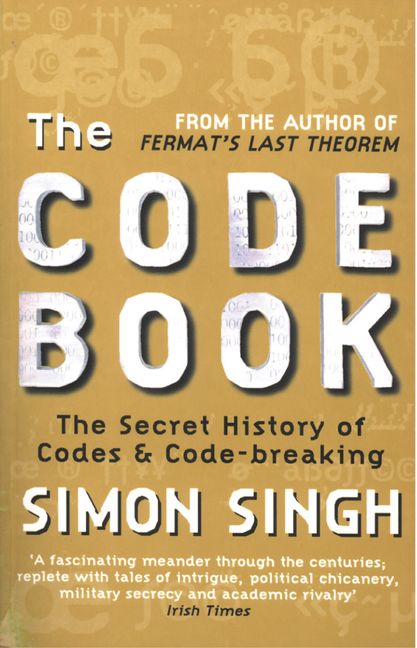 The
FROM THE AUTHOR OF
FERMAT'S LAST THEOREM
CODE
BOOK
The Secret History of
Codes & Code-breaking
SIMON SINGH
'A fascinating meander through the centuries;
replete with tales of intrigue, political chicanery,
military secrecy and academic rivalry'
Irish Times